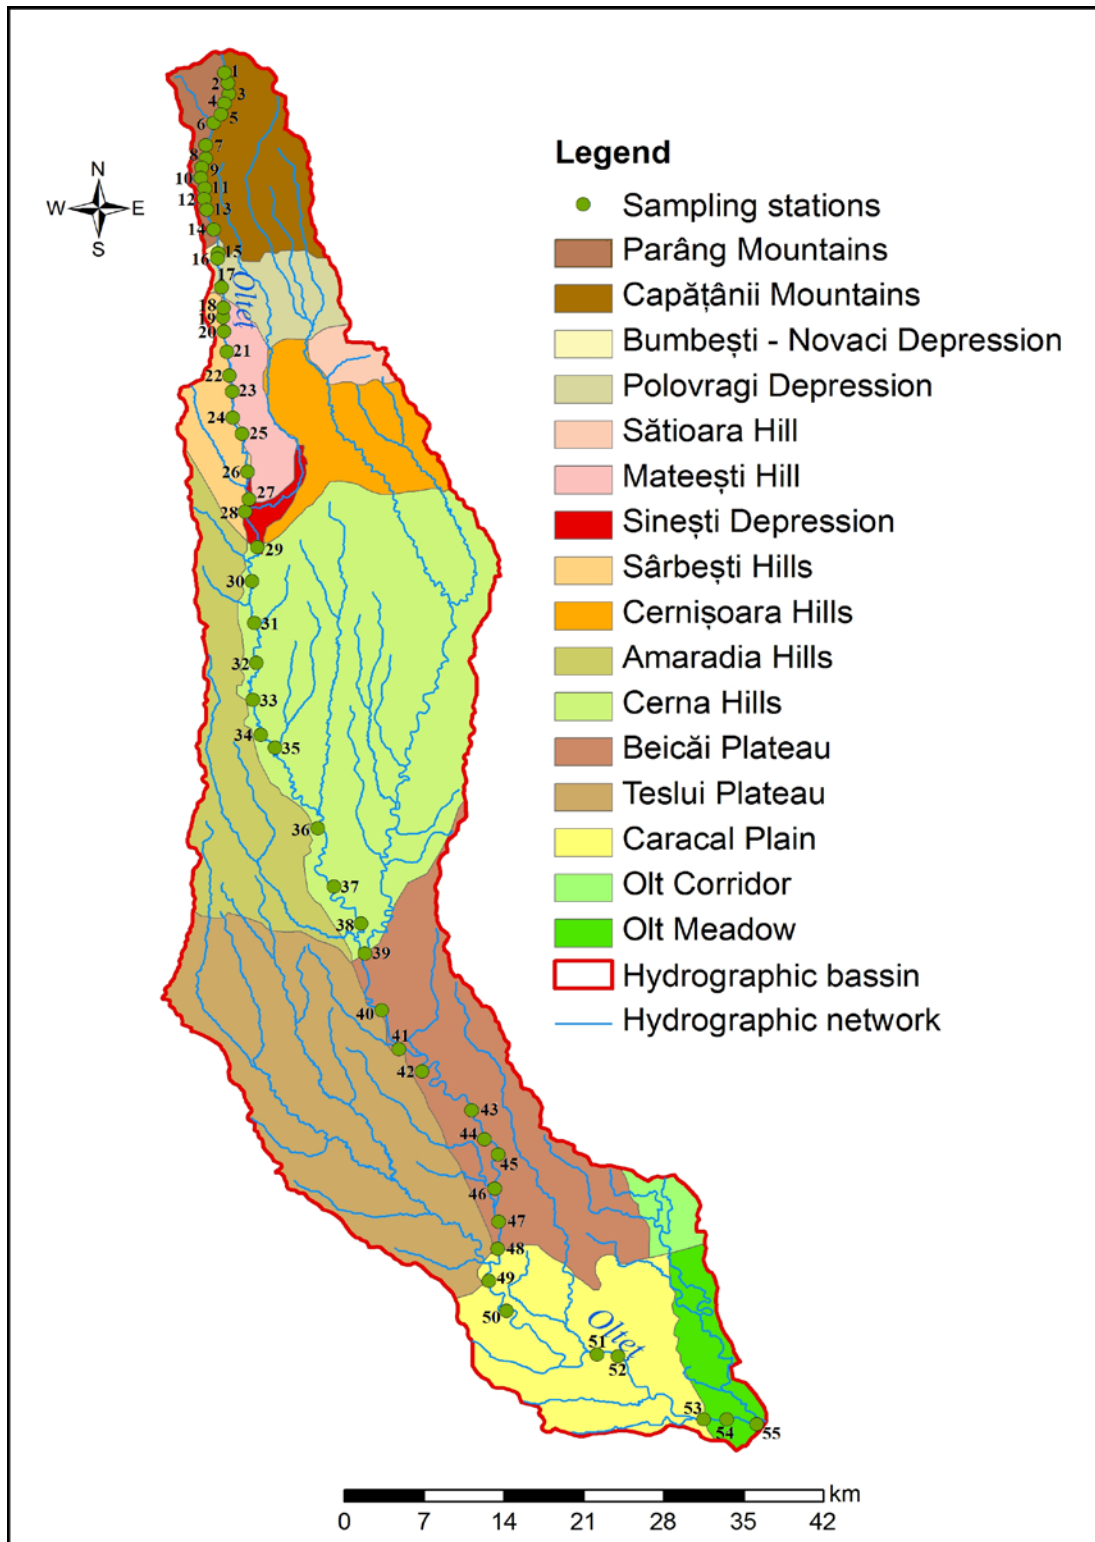 1
2
3
4
5
6
7
8
9
10
11
12
13
14
15
16
17
Oltet
18
19
20
21
22
23
24
25
26
27
28
29
30
31
32
33
34
35
36
37
38
39
40
41
42
43
44
45
46
47
48
49
50
Oltet
51
52
53
54
55
N
W E
S
Legend
Sampling stations
Parâng Mountains
Capățânii Mountains
Bumbești - Novaci Depression
Polovragi Depression
Sătioara Hill
Mateești Hill
Sinești Depression
Sârbești Hills
Cernișoara Hills
Amaradia Hills
Cerna Hills
Beicăi Plateau
Teslui Plateau
Caracal Plain
Olt Corridor
Olt Meadow
Hydrographic bassin
Hydrographic network
km
0 7 14 21 28 35 42